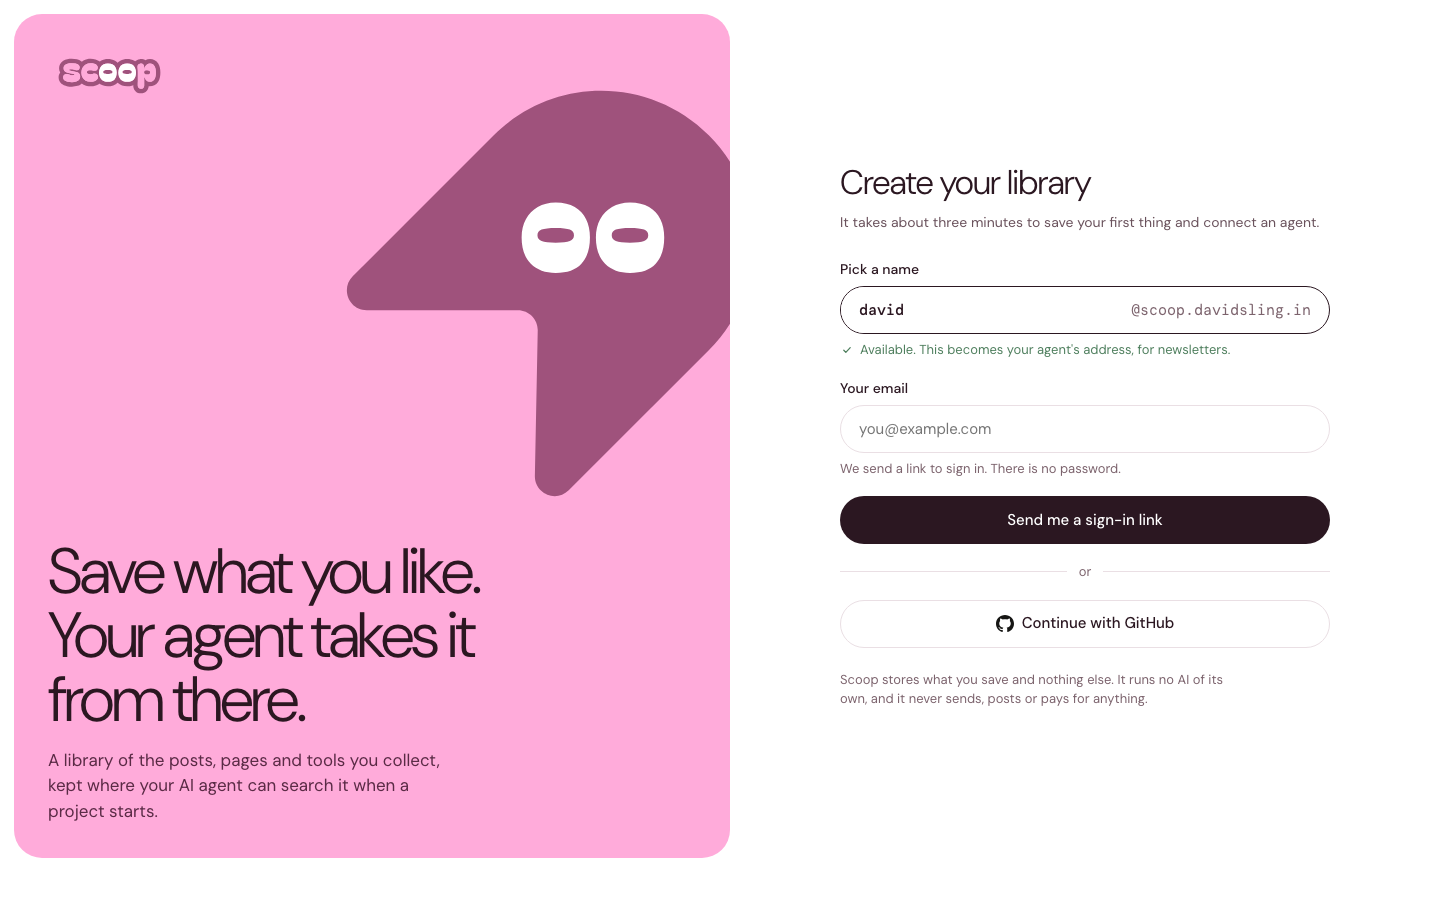 scoop
Save what you like.
Your agent takes it
from there.
A library of the posts, pages and tools you collect,
kept where your AI agent can search it when a
project starts.
Create your library
It takes about three minutes to save your first thing and connect an agent.
Pick a name
david @scoop.davidsling.in
Available. This becomes your agent's address, for newsletters.
Your email
you@example.com
We send a link to sign in. There is no password.
Send me a sign-in link
or
Continue with GitHub
Scoop stores what you save and nothing else. It runs no AI of its
own, and it never sends, posts or pays for anything.